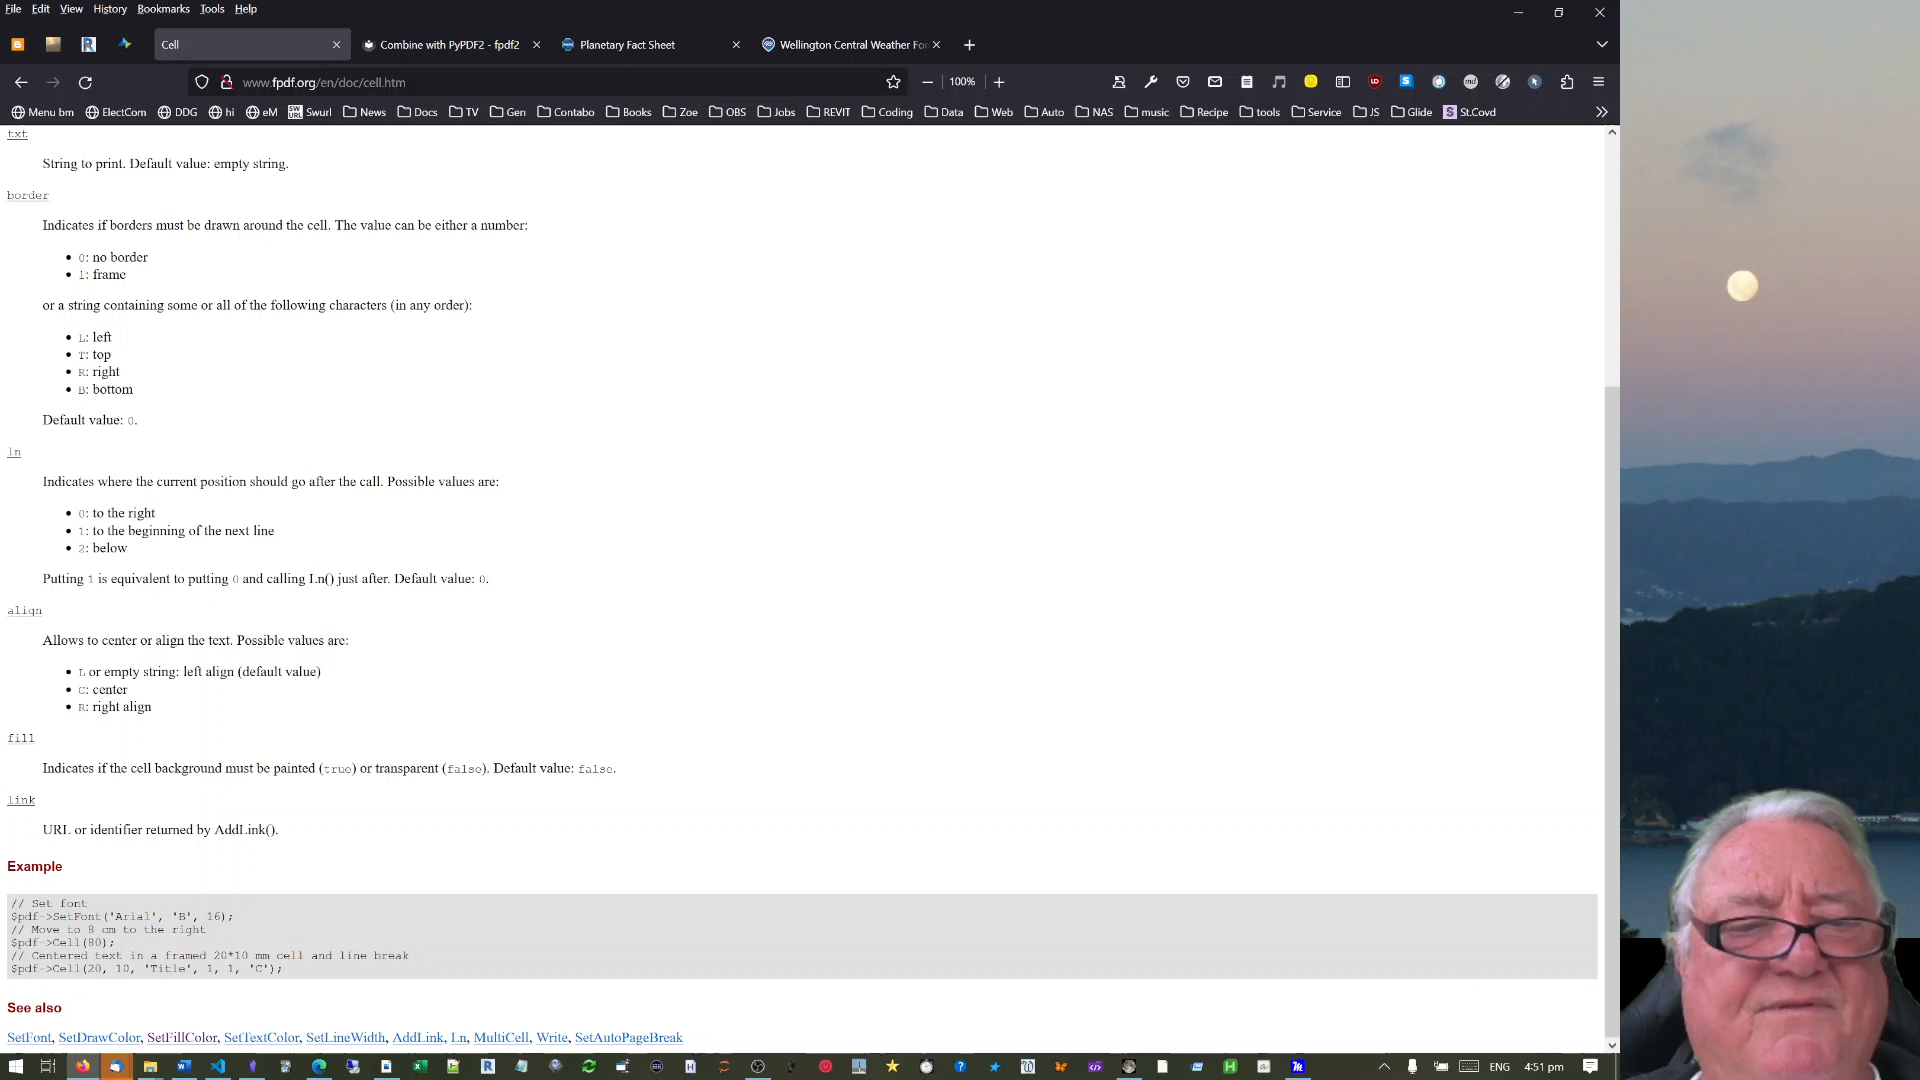 File Edit View History Bookmarks Tools Help
Cell
Combine with PyPDF2 - fpdf2
Planetary Fact Sheet
Wellington Central Weather For
www.fpdf.org/en/doc/cell.htm
100%
Menu bm ElectCom DDG hi eM Swurl News Docs TV Gen Contabo Books Zoe OBS Jobs REVIT Coding Data Web Auto NAS music Recipe tools Service JS Glide St.Covd
txt
String to print. Default value: empty string.
border
Indicates if borders must be drawn around the cell. The value can be either a number:
0: no border
1: frame
or a string containing some or all of the following characters (in any order):
L: left
T: top
R: right
B: bottom
Default value: 0.
ln
Indicates where the current position should go after the call. Possible values are:
0: to the right
1: to the beginning of the next line
2: below
Putting 1 is equivalent to putting 0 and calling Ln() just after. Default value: 0.
align
Allows to center or align the text. Possible values are:
L or empty string: left align (default value)
C: center
R: right align
fill
Indicates if the cell background must be painted (true) or transparent (false). Default value: false.
link
URL or identifier returned by AddLink().
Example
// Set font
$pdf->SetFont('Arial', 'B', 16);
// Move to 8 cm to the right
$pdf->Cell(80);
// Centered text in a framed 20*10 mm cell and line break
$pdf->Cell(20, 10, 'Title', 1, 1, 'C');
See also
SetFont, SetDrawColor, SetFillColor, SetTextColor, SetLineWidth, AddLink, Ln, MultiCell, Write, SetAutoPageBreak
ENG 4:51 pm